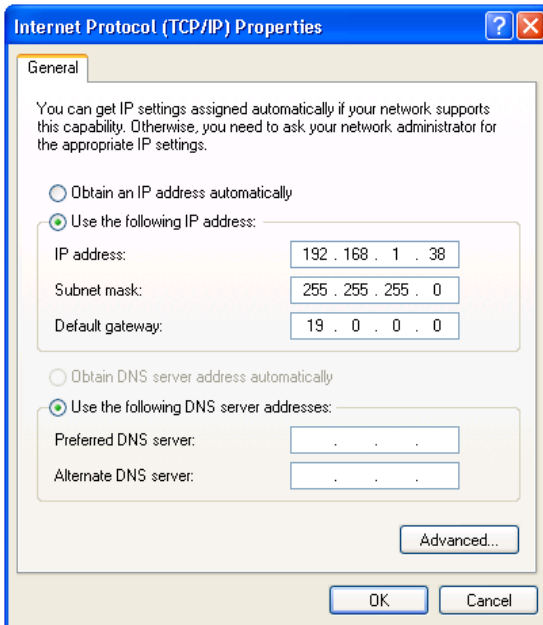 Internet Protocol (TCP/IP) Properties
General
You can get IP settings assigned automatically if your network supports
this capability. Otherwise, you need to ask your network administrator for
the appropriate IP settings.
Obtain an IP address automatically
Use the following IP address:
IP address: 192 . 168 . 1 . 38
Subnet mask: 255 . 255 . 255 . 0
Default gateway: 19 . 0 . 0 . 0
Obtain DNS server address automatically
Use the following DNS server addresses:
Preferred DNS server: . . .
Alternate DNS server: . . .
Advanced...
OK Cancel